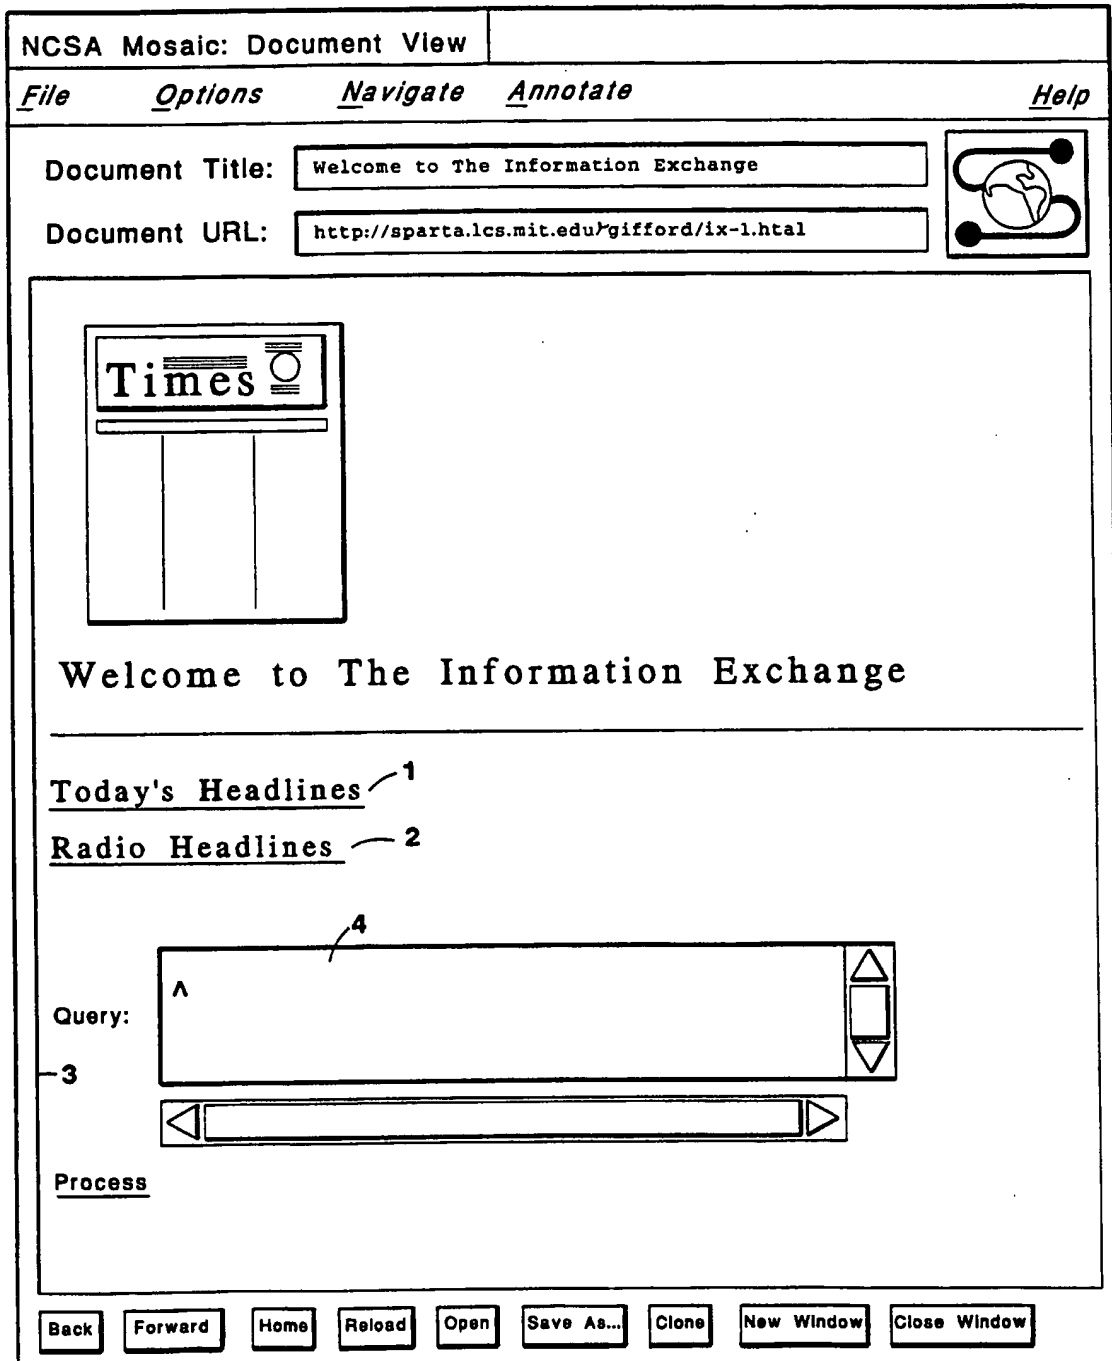 NCSA Mosaic: Document View
File Options Navigate Annotate Help
Document Title: Welcome to The Information Exchange
Document URL: http://sparta.lcs.mit.edu/~gifford/ix-1.htal
Times
Welcome to The Information Exchange
Today's Headlines 1
Radio Headlines 2
4
^
Query:
3
Process
Back Forward Home Reload Open Save As... Clone New Window Close Window